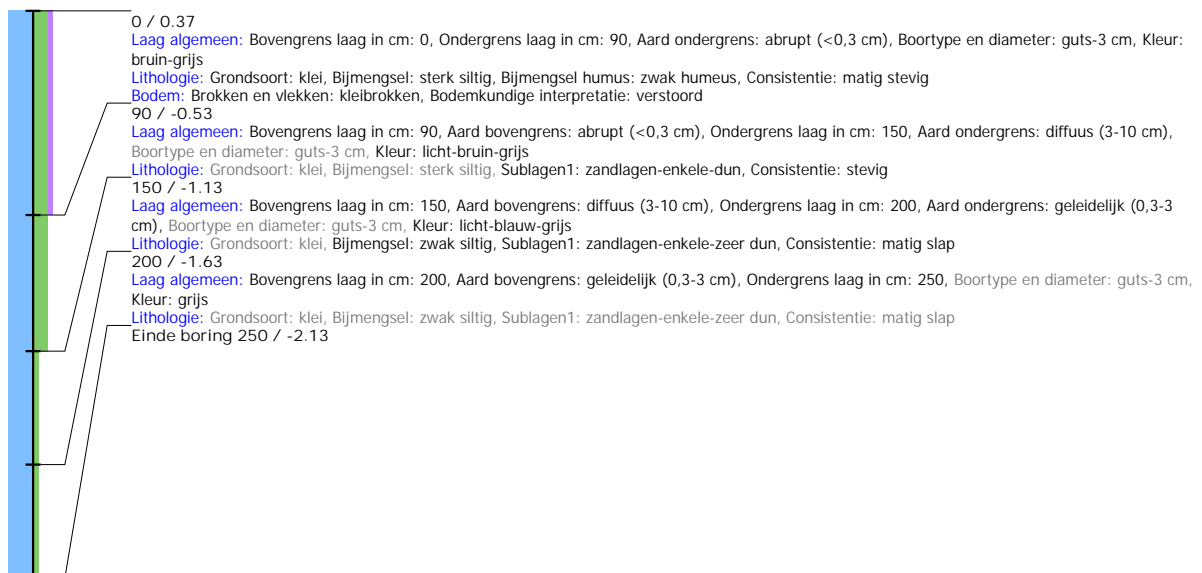 0 / 0.37
Laag algemeen: Bovengrens laag in cm: 0, Ondergrens laag in cm: 90, Aard ondergrens: abrupt (<0,3 cm), Boortype en diameter: guts-3 cm, Kleur:
bruin-grijs
Lithologie: Grondsoort: klei, Bijmengsel: sterk siltig, Bijmengsel humus: zwak humeus, Consistentie: matig stevig
Bodem: Brokken en vlekken: kleibrokken, Bodemkundige interpretatie: verstoord
90 / -0.53
Laag algemeen: Bovengrens laag in cm: 90, Aard bovengrens: abrupt (<0,3 cm), Ondergrens laag in cm: 150, Aard ondergrens: diffuus (3-10 cm),
Boortype en diameter: guts-3 cm, Kleur: licht-bruin-grijs
Lithologie: Grondsoort: klei, Bijmengsel: sterk siltig, Sublagen1: zandlagen-enkele-dun, Consistentie: stevig
150 / -1.13
Laag algemeen: Bovengrens laag in cm: 150, Aard bovengrens: diffuus (3-10 cm), Ondergrens laag in cm: 200, Aard ondergrens: geleidelijk (0,3-3
cm), Boortype en diameter: guts-3 cm, Kleur: licht-blauw-grijs
Lithologie: Grondsoort: klei, Bijmengsel: zwak siltig, Sublagen1: zandlagen-enkele-zeer dun, Consistentie: matig slap
200 / -1.63
Laag algemeen: Bovengrens laag in cm: 200, Aard bovengrens: geleidelijk (0,3-3 cm), Ondergrens laag in cm: 250, Boortype en diameter: guts-3 cm,
Kleur: grijs
Lithologie: Grondsoort: klei, Bijmengsel: zwak siltig, Sublagen1: zandlagen-enkele-zeer dun, Consistentie: matig slap
Einde boring 250 / -2.13